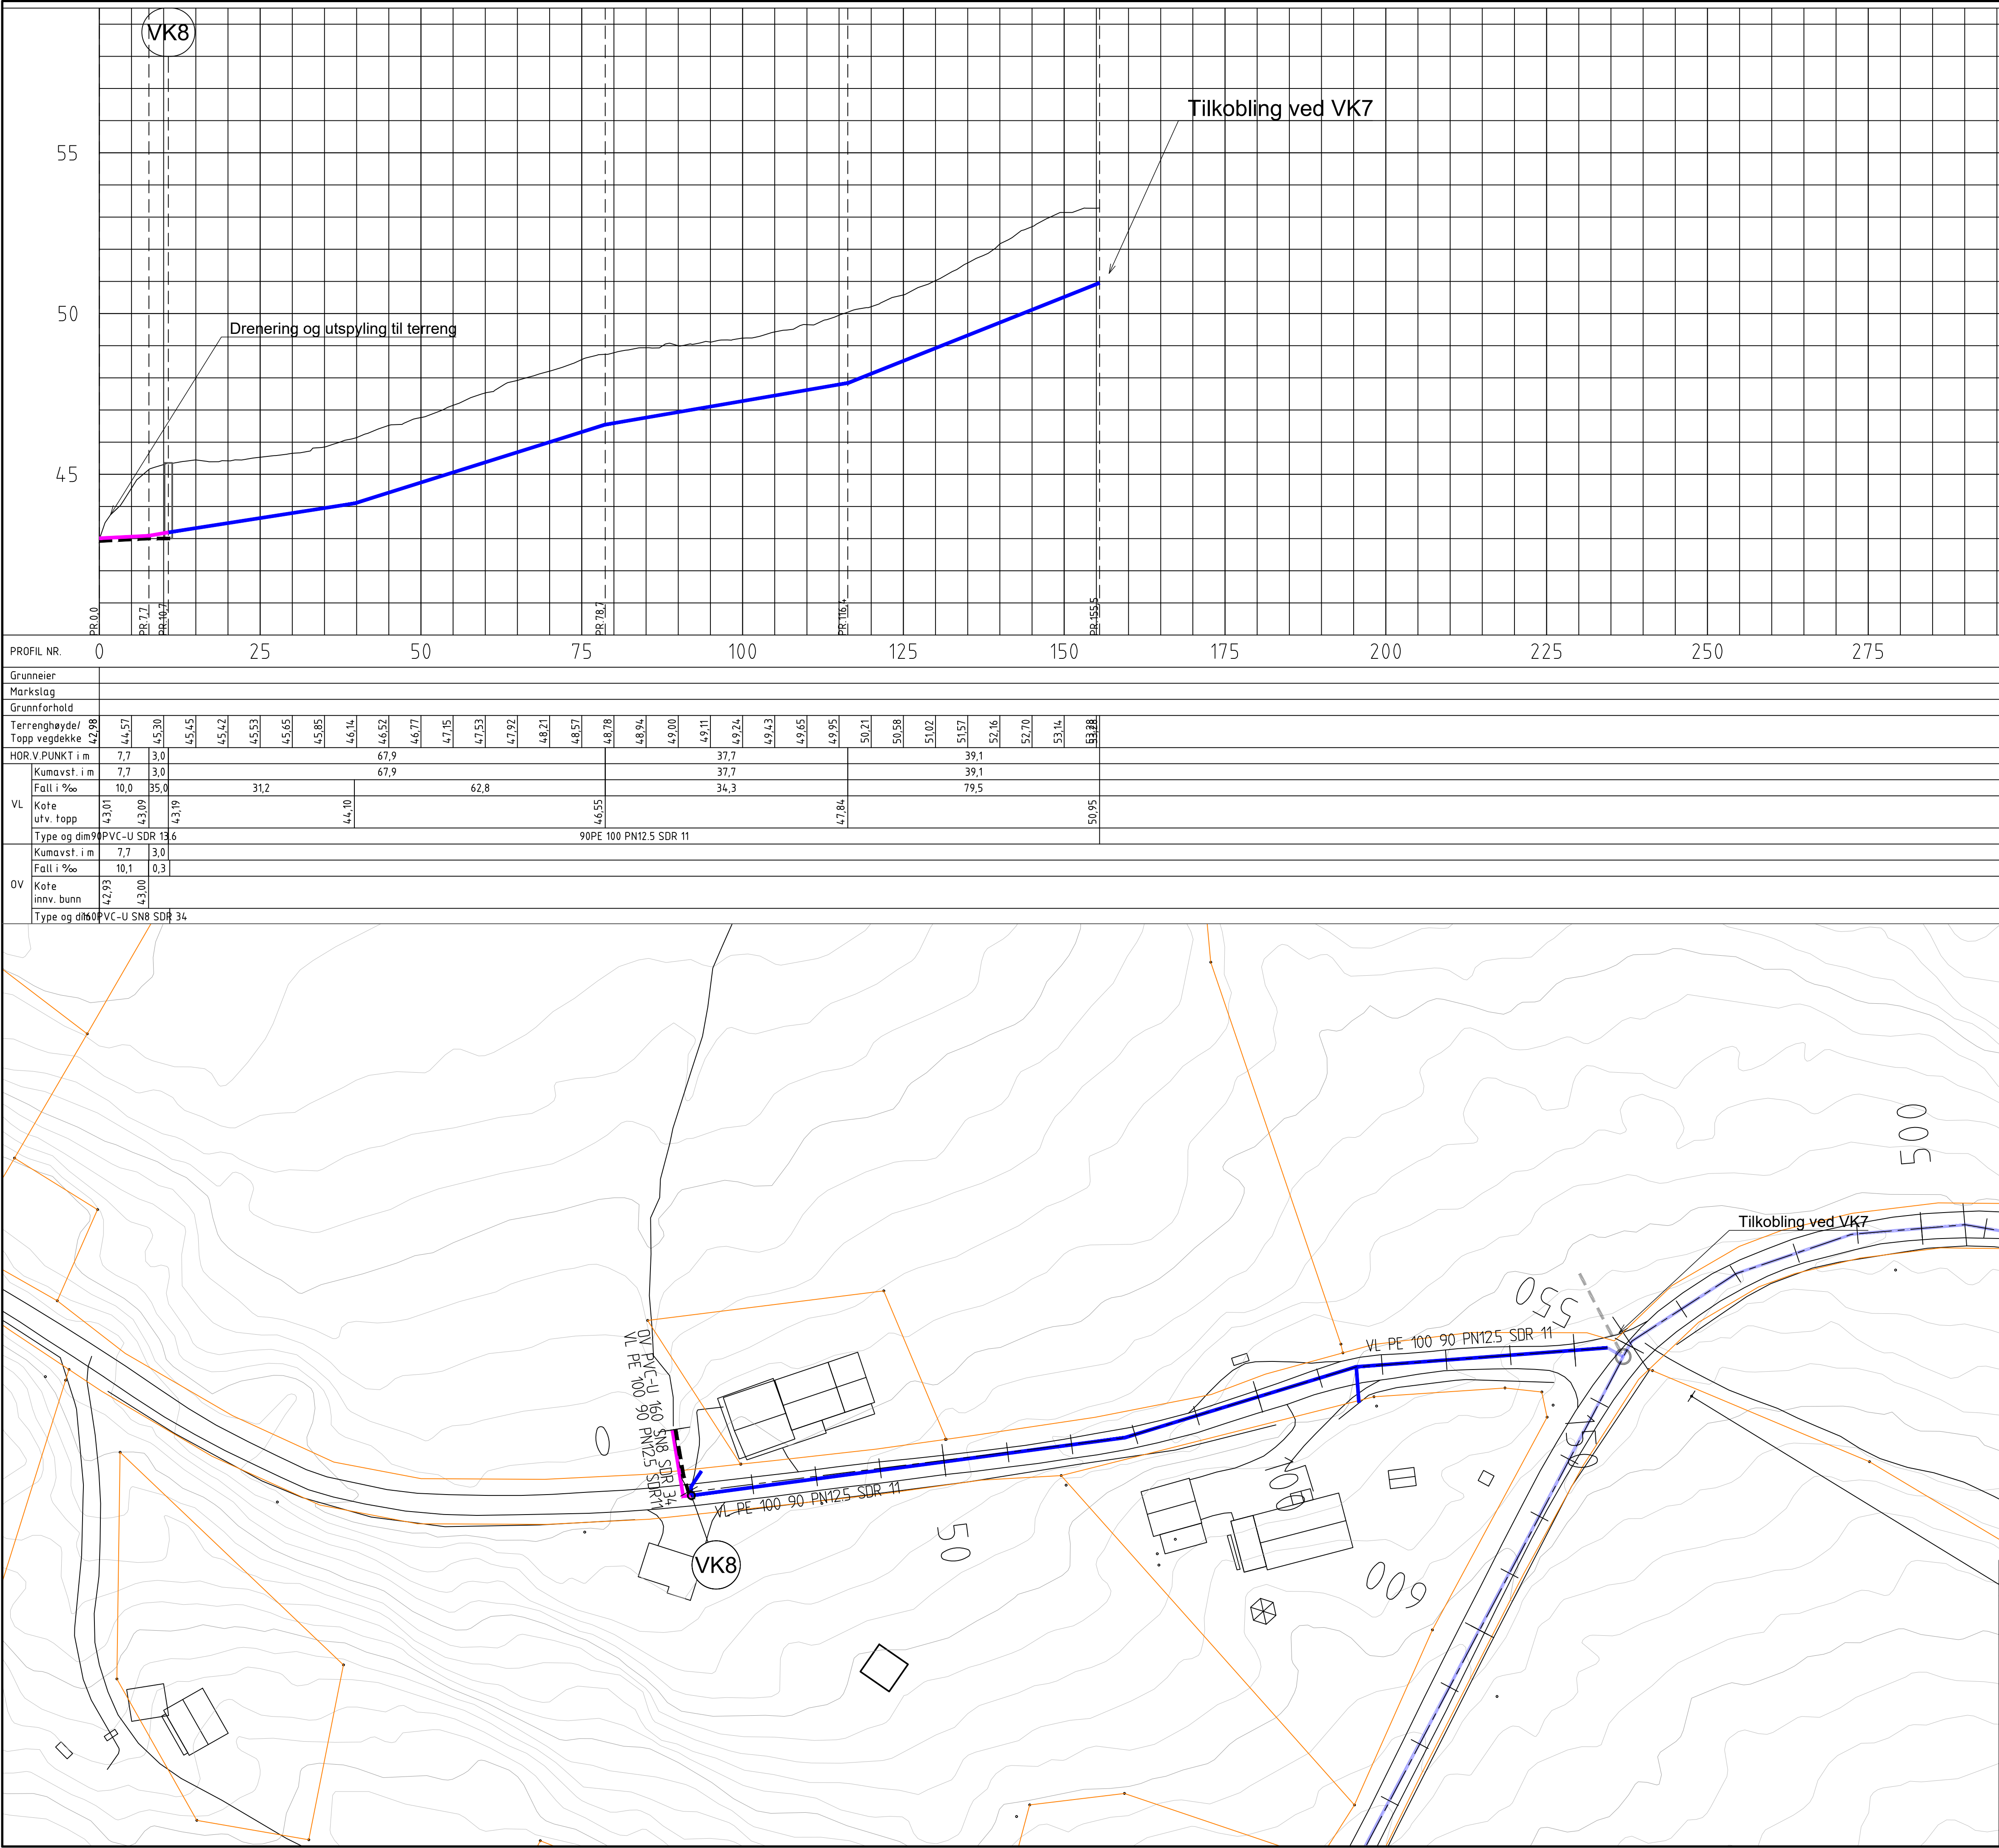 VK8
Tilkobling ved VK7
55
50
Drenering og utspyling til terreng
45
PR.0,0 PR.7,7 PR.10,7 PR.78,7 PR.116,4 PR.155,5
PROFIL NR. 0 25 50 75 100 125 150 175 200 225 250 275
Grunneier
Markslag
Grunnforhold
Terrenghøyde/
Topp vegdekke
42,98 44,57 45,30 45,45 45,42 45,53 45,65 45,85 46,14 46,52 46,77 47,15 47,53 47,92 48,21 48,57 48,78 48,94 49,00 49,11 49,24 49,43 49,65 49,95 50,21 50,58 51,02 51,57 52,16 52,70 53,14
HOR.V.PUNKT i m 7,7 3,0 67,9 37,7 39,1
VL
Kumavst. i m 7,7 3,0 67,9 37,7 39,1
Fall i ‰ 10,0 35,0 31,2 62,8 34,3 79,5
Kote
utv. topp
43,01 43,09 43,19 44,10 46,55 47,84 50,95
Type og dim 90PVC-U SDR 13,6 90PE 100 PN12.5 SDR 11
OV
Kumavst. i m 7,7 3,0
Fall i ‰ 10,1 0,3
Kote
innv. bunn
42,93 43,00
Type og dim 160PVC-U SN8 SDR 34
500
Tilkobling ved VK7
550
VL PE 100 90 PN12.5 SDR 11
OV PVC-U 160 SN8 SDR 34
VL PE 100 90 PN12.5 SDR11
0
VL PE 100 90 PN12.5 SDR 11
50
VK8
600